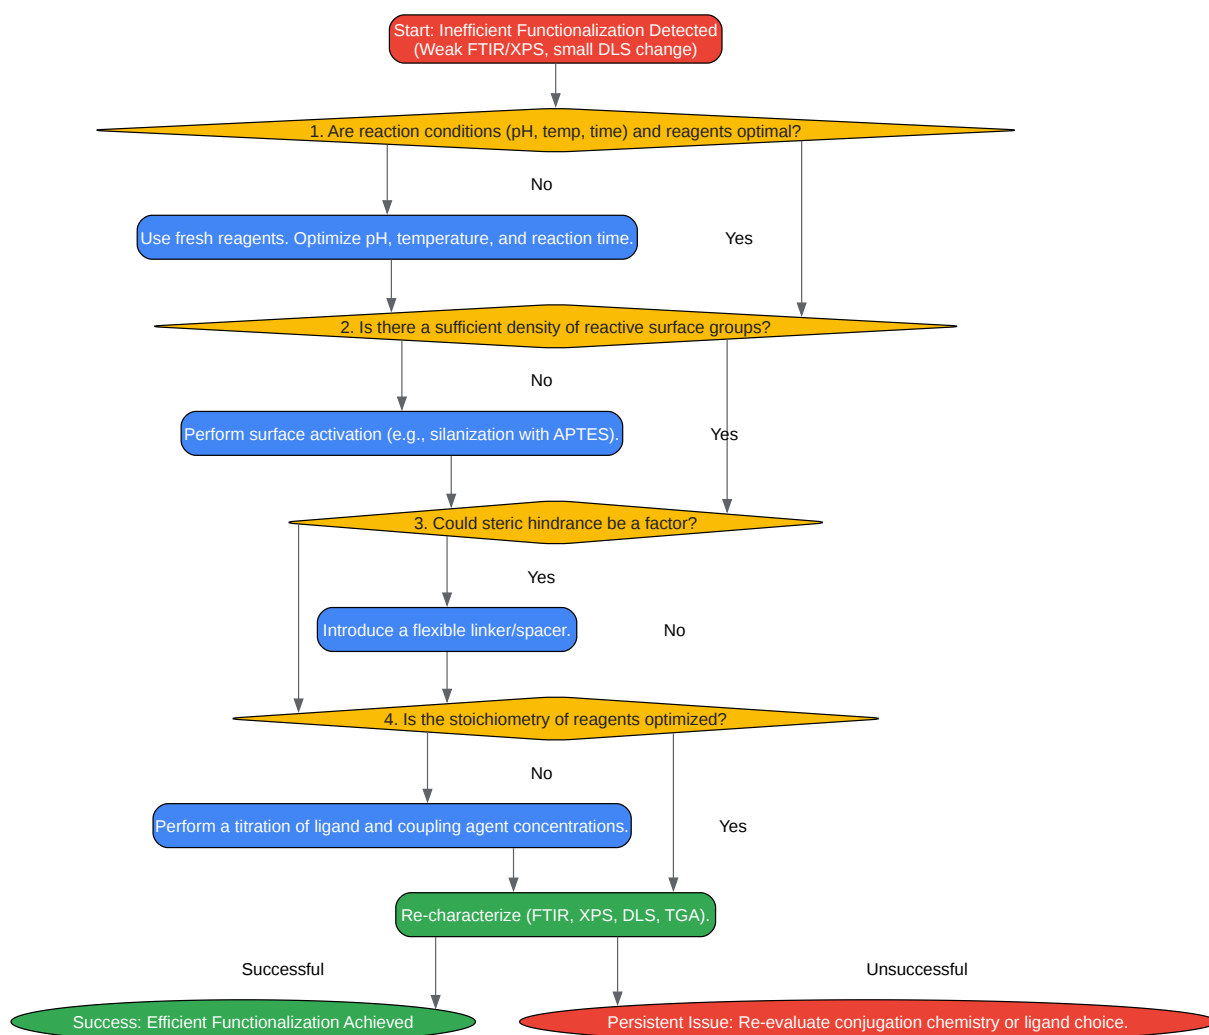 Start: Inefficient Functionalization Detected
(Weak FTIR/XPS, small DLS change)
1. Are reaction conditions (pH, temp, time) and reagents optimal?
No
Use fresh reagents. Optimize pH, temperature, and reaction time.
Yes
2. Is there a sufficient density of reactive surface groups?
No
Perform surface activation (e.g., silanization with APTES).
Yes
3. Could steric hindrance be a factor?
Yes
Introduce a flexible linker/spacer.
No
4. Is the stoichiometry of reagents optimized?
No
Perform a titration of ligand and coupling agent concentrations.
Yes
Re-characterize (FTIR, XPS, DLS, TGA).
Successful
Unsuccessful
Success: Efficient Functionalization Achieved
Persistent Issue: Re-evaluate conjugation chemistry or ligand choice.